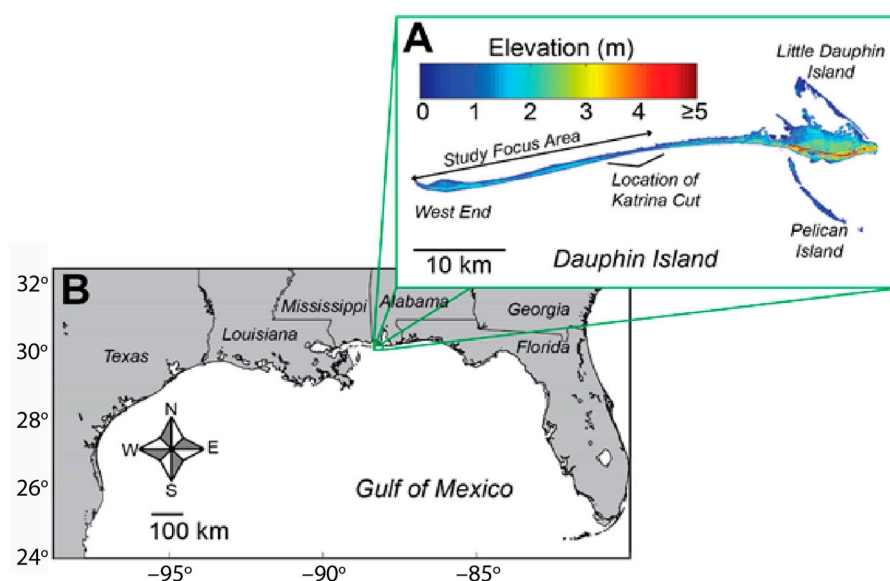 A
Elevation (m)
0 1 2 3 4 ≥5
Little Dauphin
Island
Study Focus Area
West End
Location of
Katrina Cut
Pelican
Island
10 km
Dauphin Island
B
32°
30°
28°
26°
24°
Mississippi
Alabama
Georgia
Louisiana
Texas
Florida
N
W
E
S
Gulf of Mexico
100 km
–95°
–90°
–85°